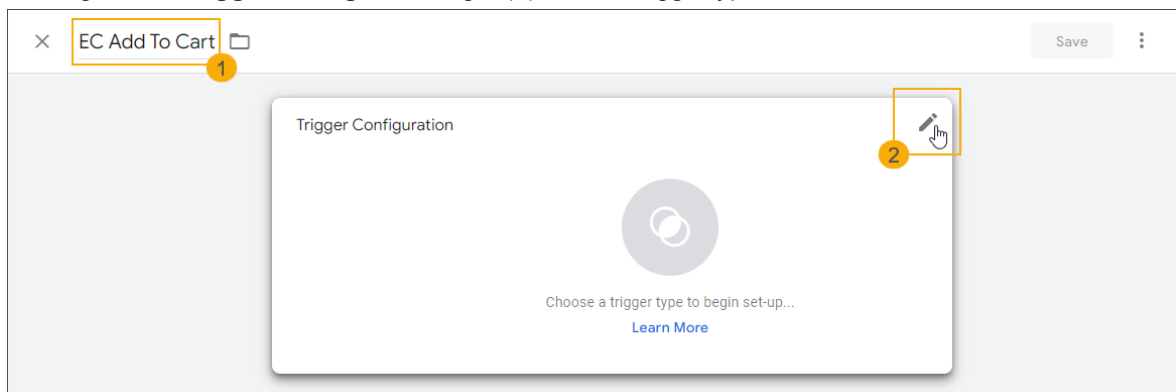 EC Add To Cart
Save
1
Trigger Configuration
2
Choose a trigger type to begin set-up...
Learn More